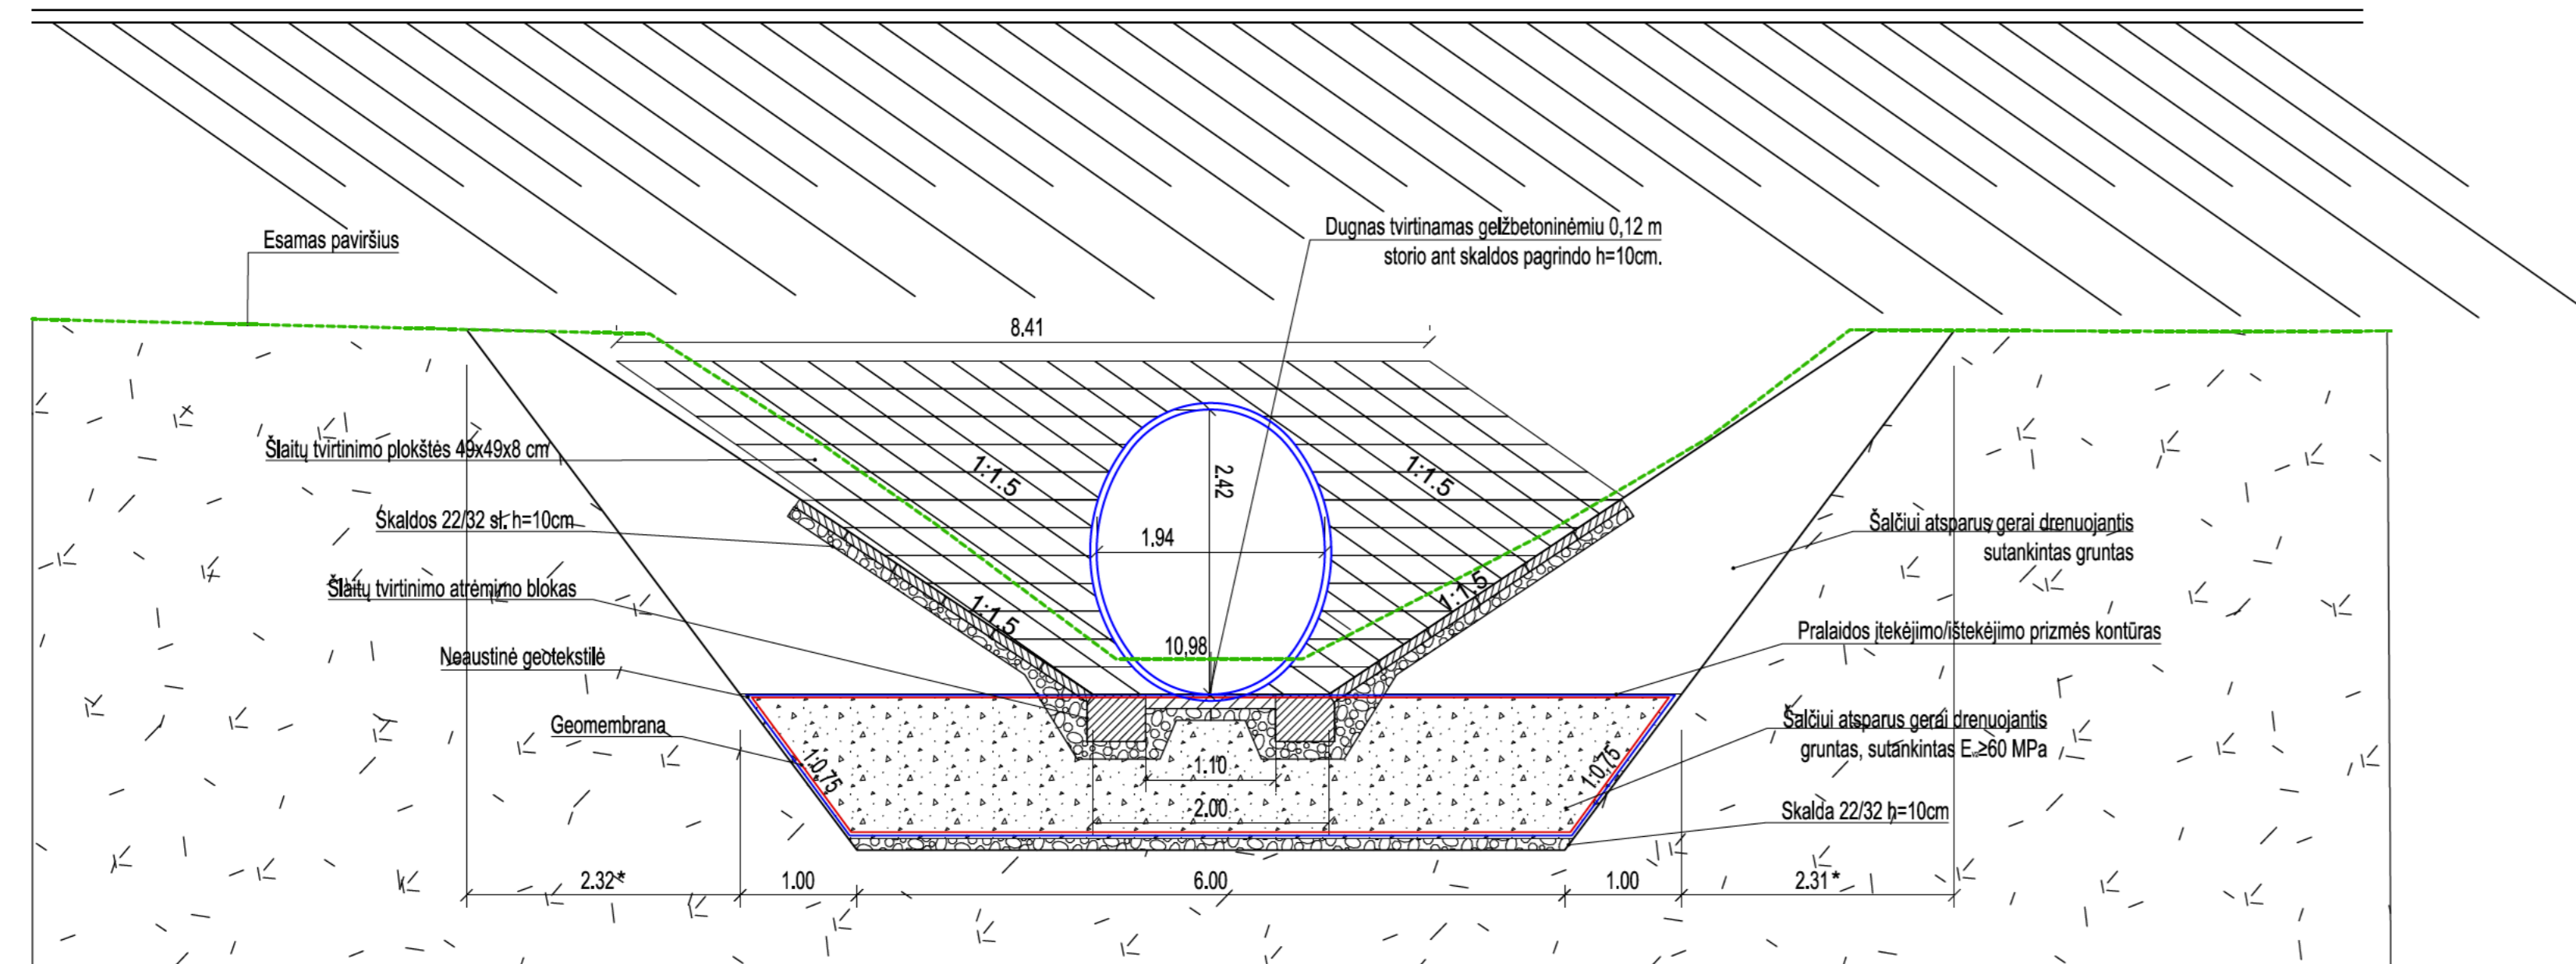 Esamas paviršius
Dugnas tvirtinamas gelžbetoninėmiu 0,12 m
storio ant skaldos pagrindo h=10cm.
8,41
Šlaitų tvirtinimo plokštės 49x49x8 cm
1:1.5
1:1.5
2.42
Skaldos 22/32 sl. h=10cm
1,94
Šalčiui atsparus gerai drenuojantis
sutankintas gruntas
Šlaitų tvirtinimo atrėmimo blokas
1:1.5
1:1,5
Neaustinė geotekstilė
10,98
Pralaidos įtekėjimo/ištekėjimo prizmės kontūras
Geomembrana
Šalčiui atsparus gerai drenuojantis
gruntas, sutankintas E ≥60 MPa
1:0,75
1:0,75
1.10
2.00
Skalda 22/32 h=10cm
2.32*
1.00
6.00
1.00
2.31*